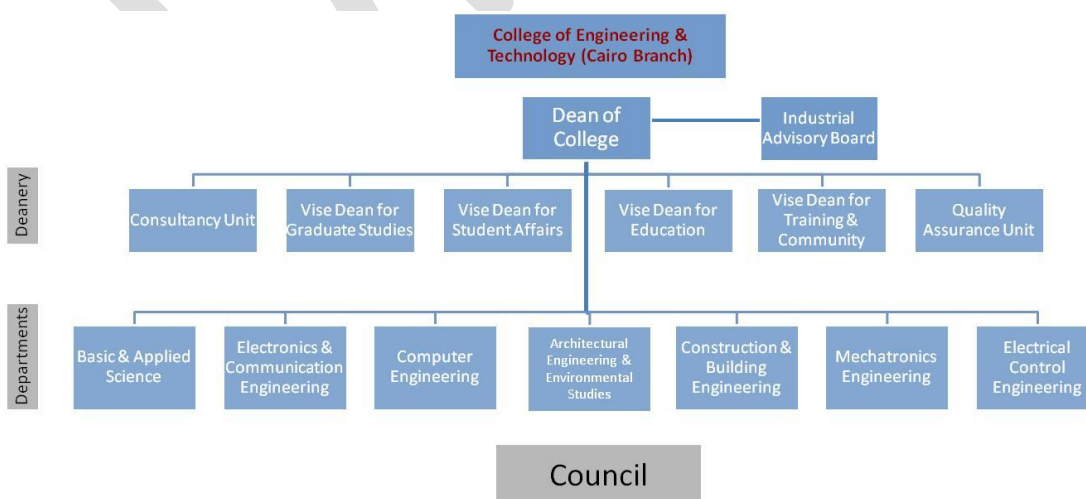 College of Engineering &
Technology (Cairo Branch)
Dean of
College
Industrial
Advisory Board
Deanery
Consultancy Unit
Vise Dean for
Graduate Studies
Vise Dean for
Student Affairs
Vise Dean for
Education
Vise Dean for
Training &
Community
Quality
Assurance Unit
Departments
Basic & Applied
Science
Electronics &
Communication
Engineering
Computer
Engineering
Architectural
Engineering &
Environmental
Studies
Construction &
Building
Engineering
Mechatronics
Engineering
Electrical
Control
Engineering
Council